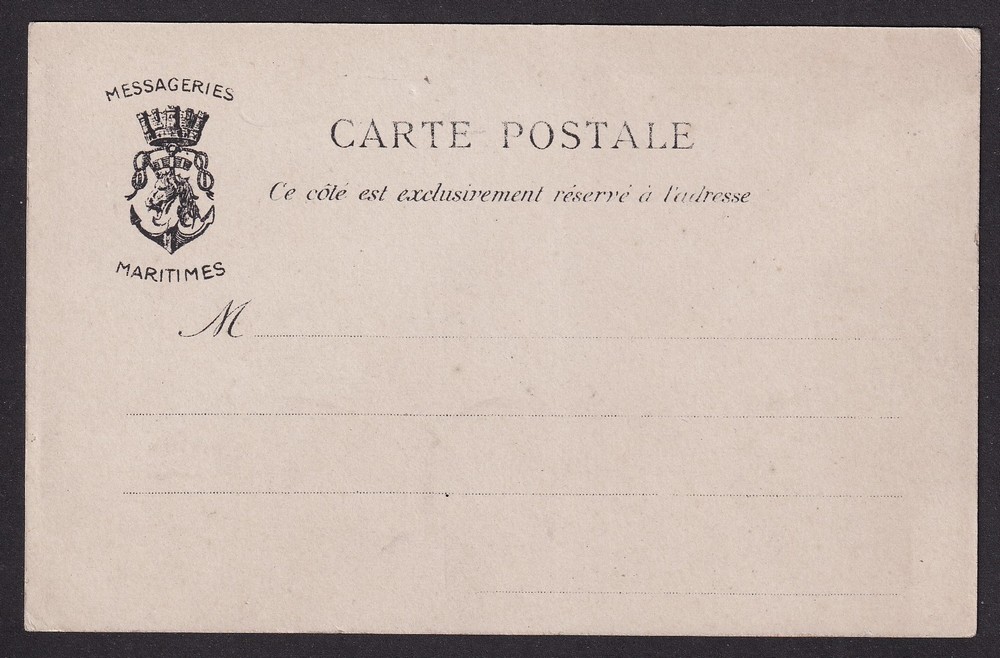 MESSAGERIES
MARITIMES
CARTE POSTALE
Ce côté est exclusivement réservé à l'adresse
M